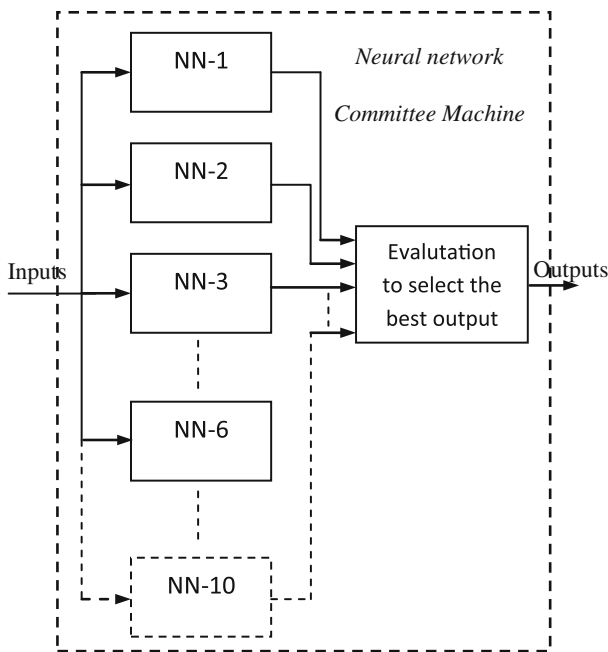 NN-1
Neural network
Committee Machine
NN-2
NN-3
Inputs
Evalutation
to select the
best output
Outputs
NN-6
NN-10